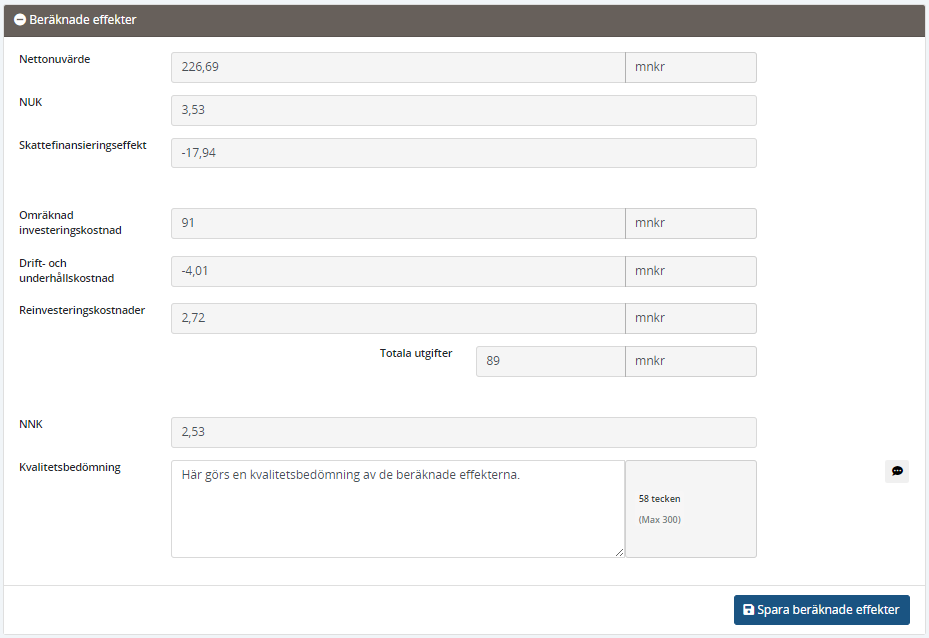 Beräknade effekter
Nettonuvärde
226,69
mnkr
NUK
3,53
Skattefinansieringseffekt
-17,94
Omräknad
investeringskostnad
91
mnkr
Drift- och
underhållskostnad
-4,01
mnkr
Reinvesteringskostnader
2,72
mnkr
Totala utgifter
89
mnkr
NNK
2,53
Kvalitetsbedömning
Här görs en kvalitetsbedömning av de beräknade effekterna.
58 tecken
(Max 300)
Spara beräknade effekter